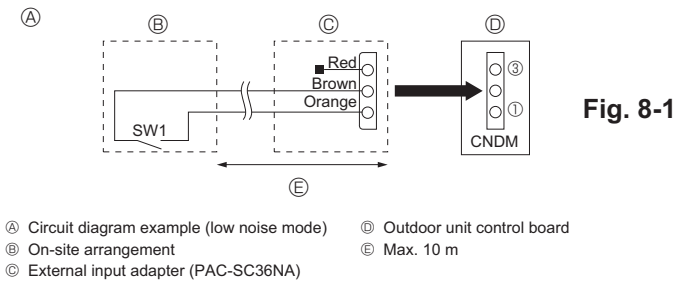 Ⓐ
Ⓑ
Ⓒ
Ⓓ
Red
Brown
Orange
SW1
③
①
CNDM
Ⓔ
Fig. 8-1
Ⓐ Circuit diagram example (low noise mode)
Ⓑ On-site arrangement
Ⓒ External input adapter (PAC-SC36NA)
Ⓓ Outdoor unit control board
Ⓔ Max. 10 m